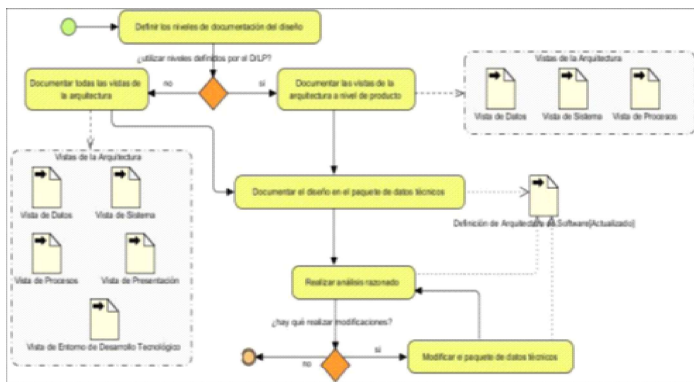 Definir los niveles de documentación del diseño
¿utilizar niveles definidos por el D/LP?
Vistas de la Arquitectura
Documentar todas las vistas de
la arquitectura
no
si
Documentar las vistas de la
arquitectura a nivel de producto
Vista de Datos
Vista de Sistema
Vista de Procesos
Vistas de la Arquitectura
Vista de Datos
Vista de Sistema
Documentar el diseño en el paquete de datos técnicos
Definición de Arquitectura de Software[Actualizado]
Vista de Procesos
Vista de Presentación
Realizar análisis razonado
¿hay qué realizar modificaciones?
Vista de Entorno de Desarrollo Tecnológico
no
si
Modificar el paquete de datos técnicos